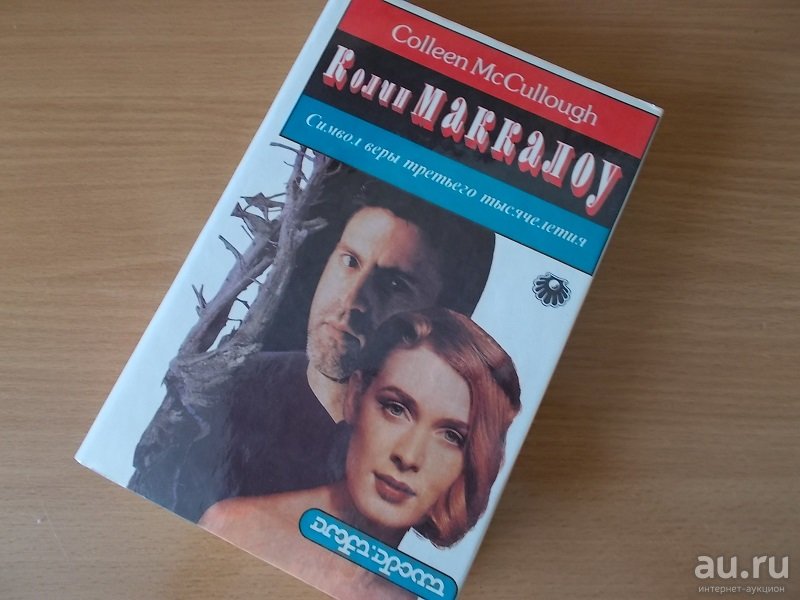 Colleen McCullough
Колин Маккалоу
Символ веры третьего тысячелетия
au.ru
интернет-аукцион